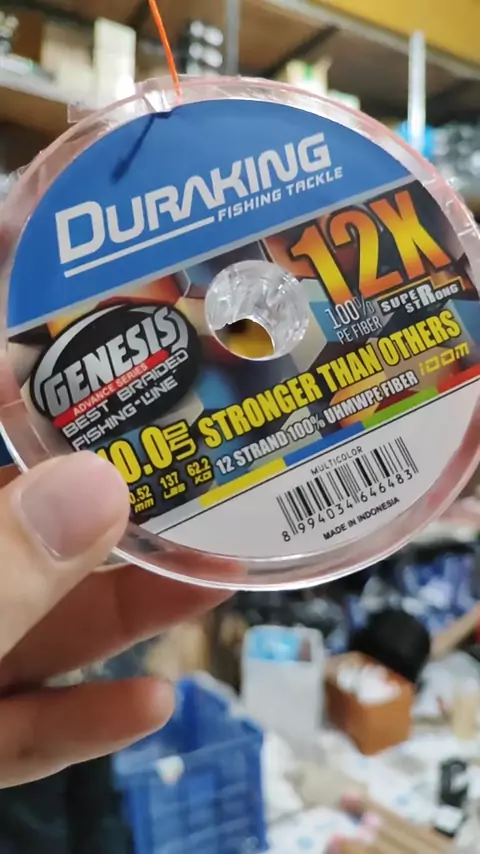 DURAKING
FISHING TACKLE
12X
100%
PE FIBER
SUPER
STRONG
GENESIS
ADVANCE SERIES
BEST BRAIDED
FISHING LINE
10.0
STRONGER THAN OTHERS
0.52 mm 137 LBS 62.2 KG
12 STRAND 100% UHMWPE FIBER 100m
MULTICOLOR
8 994034 646483
MADE IN INDONESIA